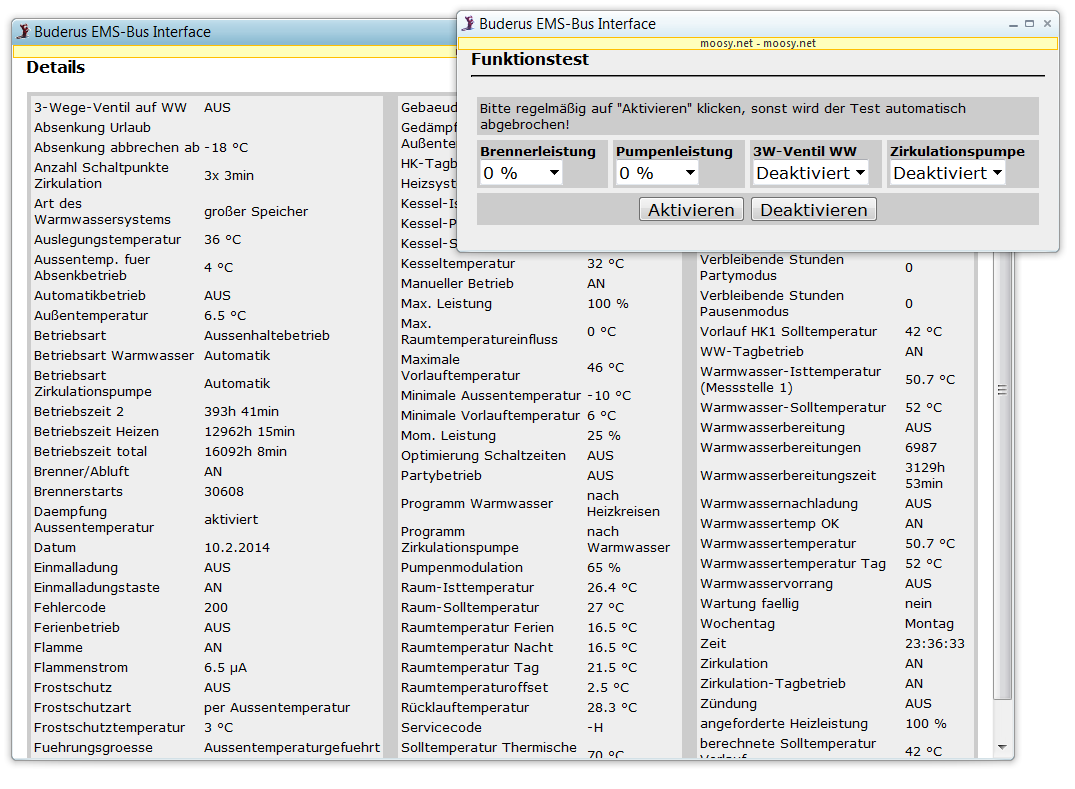 Buderus EMS-Bus Interface
Details
3-Wege-Ventil auf WW AUS
Absenkung Urlaub
Absenkung abbrechen ab -18 °C
Anzahl Schaltpunkte
Zirkulation 3x 3min
Art des
Warmwassersystems großer Speicher
Auslegungstemperatur 36 °C
Aussentemp. fuer
Absenkbetrieb 4 °C
Automatikbetrieb AUS
Außentemperatur 6.5 °C
Betriebsart Aussenhaltebetrieb
Betriebsart Warmwasser Automatik
Betriebsart
Zirkulationspumpe Automatik
Betriebszeit 2 393h 41min
Betriebszeit Heizen 12962h 15min
Betriebszeit total 16092h 8min
Brenner/Abluft AN
Brennerstarts 30608
Daempfung
Aussentemperatur aktiviert
Datum 10.2.2014
Einmalladung AUS
Einmalladungstaste AN
Fehlercode 200
Ferienbetrieb AUS
Flamme AN
Flammenstrom 6.5 µA
Frostschutz AUS
Frostschutzart per Aussentemperatur
Frostschutztemperatur 3 °C
Fuehrungsgroesse Aussentemperaturgefuehrt
Gebaeud
Gedämpf
Außente
HK-Tagb
Heizsyst
Kessel-Is
Kessel-P
Kessel-S
Kesseltemperatur 32 °C
Manueller Betrieb AN
Max. Leistung 100 %
Max.
Raumtemperatureinfluss 0 °C
Maximale
Vorlauftemperatur 46 °C
Minimale Aussentemperatur -10 °C
Minimale Vorlauftemperatur 6 °C
Mom. Leistung 25 %
Optimierung Schaltzeiten AUS
Partybetrieb AUS
Programm Warmwasser nach
Heizkreisen
Programm
Zirkulationspumpe nach
Warmwasser
Pumpenmodulation 65 %
Raum-Isttemperatur 26.4 °C
Raum-Solltemperatur 27 °C
Raumtemperatur Ferien 16.5 °C
Raumtemperatur Nacht 16.5 °C
Raumtemperatur Tag 21.5 °C
Raumtemperaturoffset 2.5 °C
Rücklauftemperatur 28.3 °C
Servicecode -H
Solltemperatur Thermische 70 °C
Verbleibende Stunden
Partymodus 0
Verbleibende Stunden
Pausenmodus 0
Vorlauf HK1 Solltemperatur 42 °C
WW-Tagbetrieb AN
Warmwasser-Isttemperatur
(Messstelle 1) 50.7 °C
Warmwasser-Solltemperatur 52 °C
Warmwasserbereitung AUS
Warmwasserbereitungen 6987
Warmwasserbereitungszeit 3129h
53min
Warmwassernachladung AUS
Warmwassertemp OK AN
Warmwassertemperatur 50.7 °C
Warmwassertemperatur Tag 52 °C
Warmwasservorrang AUS
Wartung faellig nein
Wochentag Montag
Zeit 23:36:33
Zirkulation AN
Zirkulation-Tagbetrieb AN
Zündung AUS
angeforderte Heizleistung 100 %
berechnete Solltemperatur
Vorlauf 42 °C
Buderus EMS-Bus Interface
moosy.net - moosy.net
Funktionstest
Bitte regelmäßig auf "Aktivieren" klicken, sonst wird der Test automatisch
abgebrochen!
Brennerleistung Pumpenleistung 3W-Ventil WW Zirkulationspumpe
0 % 0 % Deaktiviert Deaktiviert
Aktivieren Deaktivieren